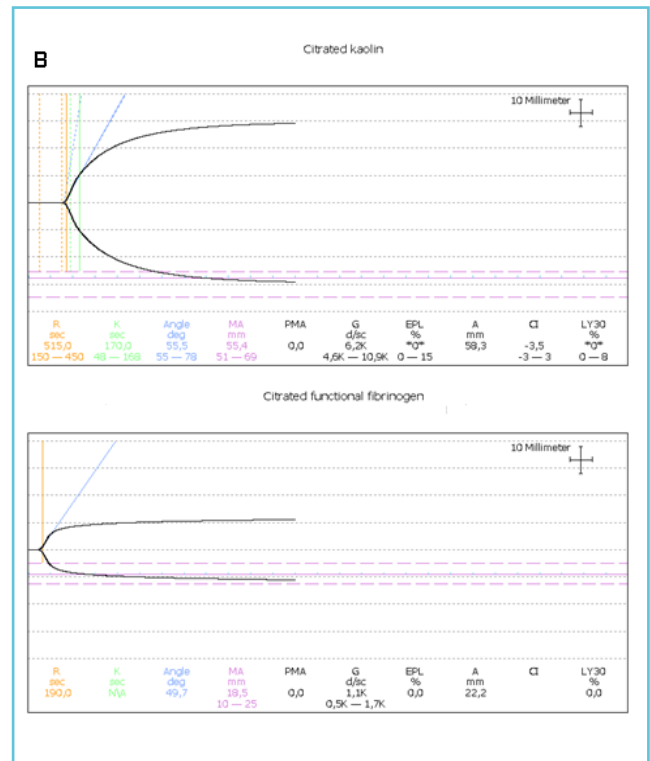 B
Citrated kaolin
10 Millimeter
R K Angle MA PMA G EPL A CI LY30
sec sec deg mm d/sc % mm %
515,0 170,0 55,5 55,4 0,0 6,2K *0* 58,3 -3,5 *0*
150 — 450 48 — 168 55 — 78 51 — 69 4,6K — 10,9K 0 — 15 -3 — 3 0 — 8
Citrated functional fibrinogen
10 Millimeter
R K Angle MA PMA G EPL A CI LY30
sec sec deg mm d/sc % mm %
190,0 N\A 49,7 18,5 0,0 1,1K 0,0 22,2 0,0
10 — 25 0,5K — 1,7K